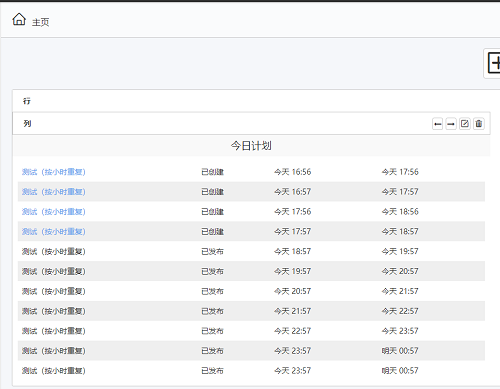 主页
行
列
今日计划
测试（按小时重复） 已创建 今天 16:56 今天 17:56
测试（按小时重复） 已创建 今天 16:57 今天 17:57
测试（按小时重复） 已创建 今天 17:56 今天 18:56
测试（按小时重复） 已创建 今天 17:57 今天 18:57
测试（按小时重复） 已发布 今天 18:57 今天 19:57
测试（按小时重复） 已发布 今天 19:57 今天 20:57
测试（按小时重复） 已发布 今天 20:57 今天 21:57
测试（按小时重复） 已发布 今天 21:57 今天 22:57
测试（按小时重复） 已发布 今天 22:57 今天 23:57
测试（按小时重复） 已发布 今天 23:57 明天 00:57
测试（按小时重复） 已发布 今天 23:57 明天 00:57